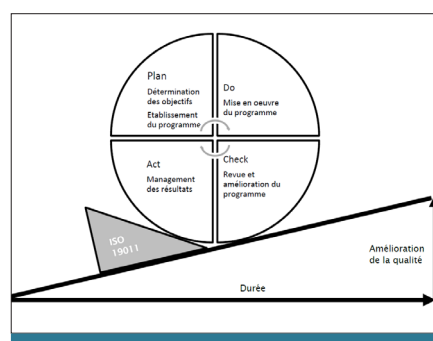 Plan
Détermination
des objectifs
Etablissement
du programme
Do
Mise en oeuvre
du programme
Act
Management
des résultats
Check
Revue et
amélioration du
programme
ISO
19011
Amélioration
de la qualité
Durée